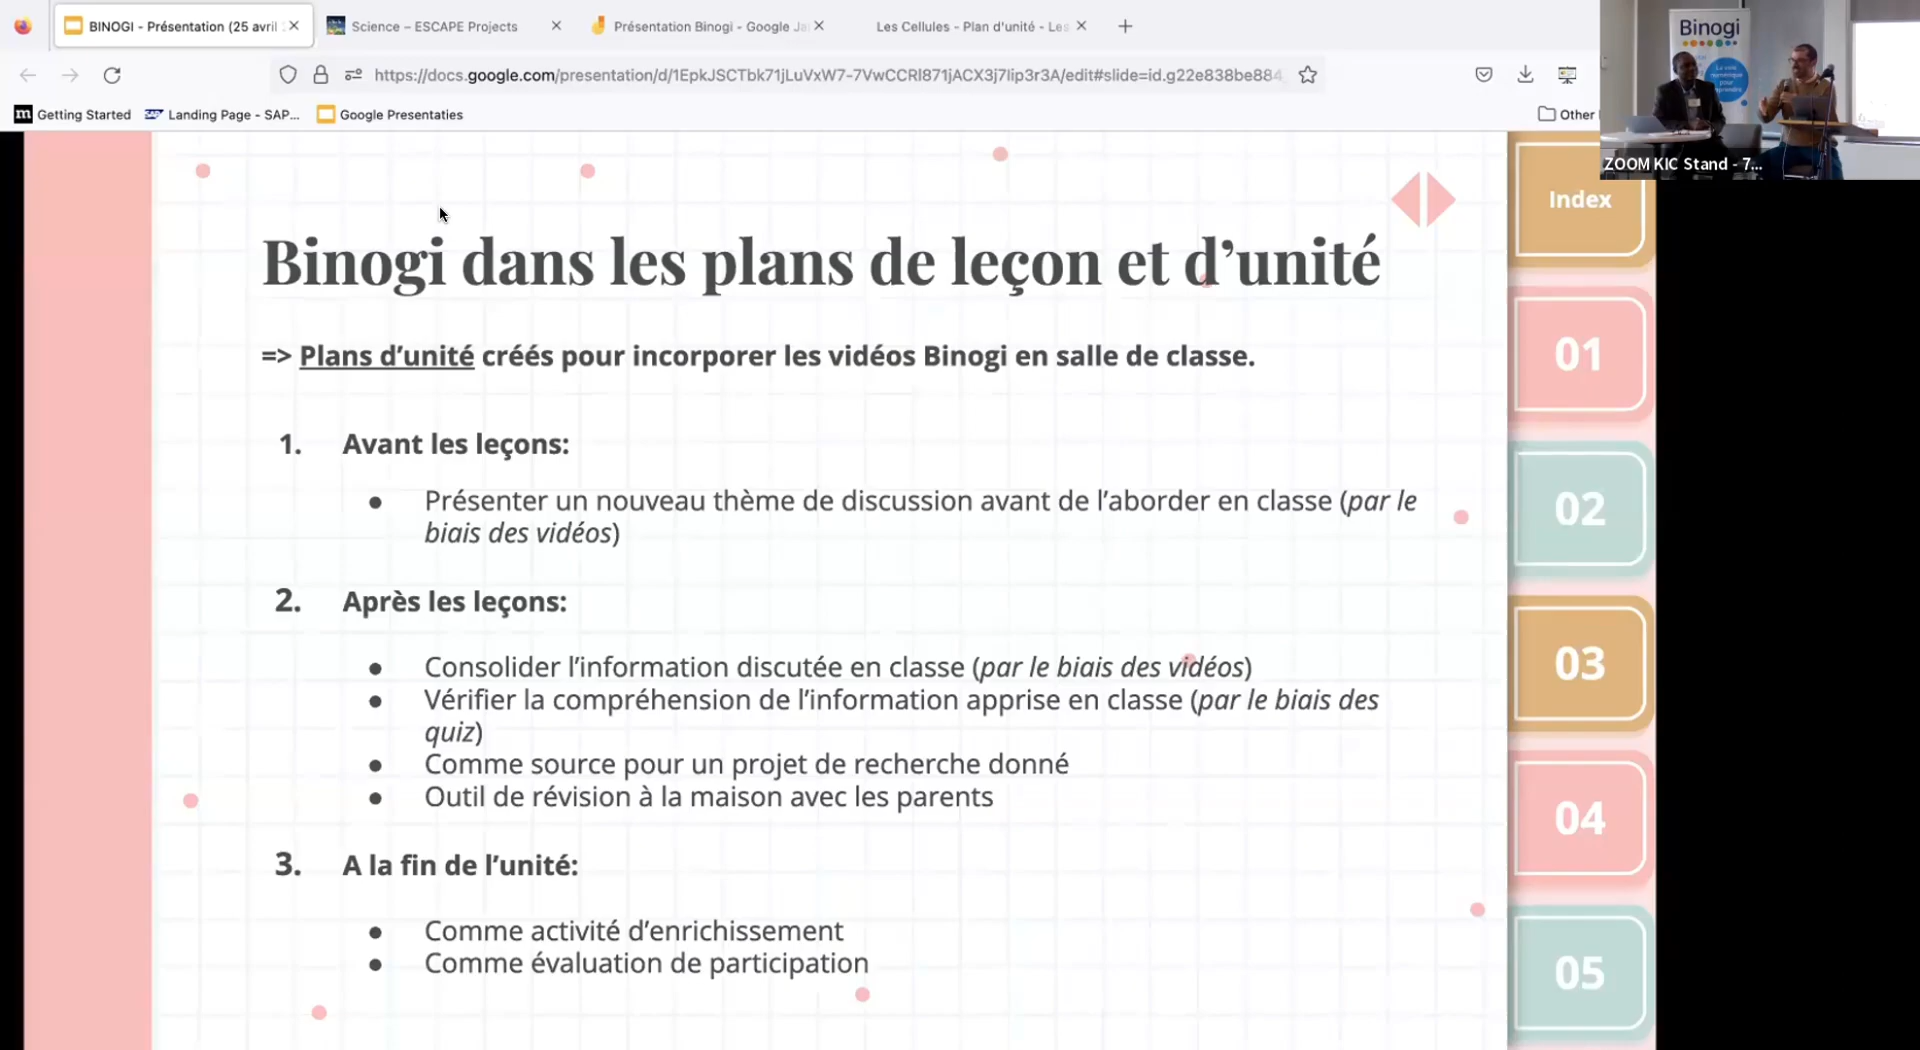 BINOGI - Présentation (25 avril
Science – ESCAPE Projects
Présentation Binogi - Google Ja
Les Cellules - Plan d'unité - Les
https://docs.google.com/presentation/d/1EpkJSCTbk71jLuVxW7-7VwCCRl871jACX3j7lip3r3A/edit#slide=id.g22e838be884
Getting Started
Landing Page - SAP...
Google Presentaties
Other
Binogi
ZOOM KIC Stand - 7...
Index
Binogi dans les plans de leçon et d’unité
=> Plans d’unité créés pour incorporer les vidéos Binogi en salle de classe.
1. Avant les leçons:
● Présenter un nouveau thème de discussion avant de l’aborder en classe (par le
biais des vidéos)
2. Après les leçons:
● Consolider l’information discutée en classe (par le biais des vidéos)
● Vérifier la compréhension de l’information apprise en classe (par le biais des
quiz)
● Comme source pour un projet de recherche donné
● Outil de révision à la maison avec les parents
3. A la fin de l’unité:
● Comme activité d’enrichissement
● Comme évaluation de participation
01
02
03
04
05